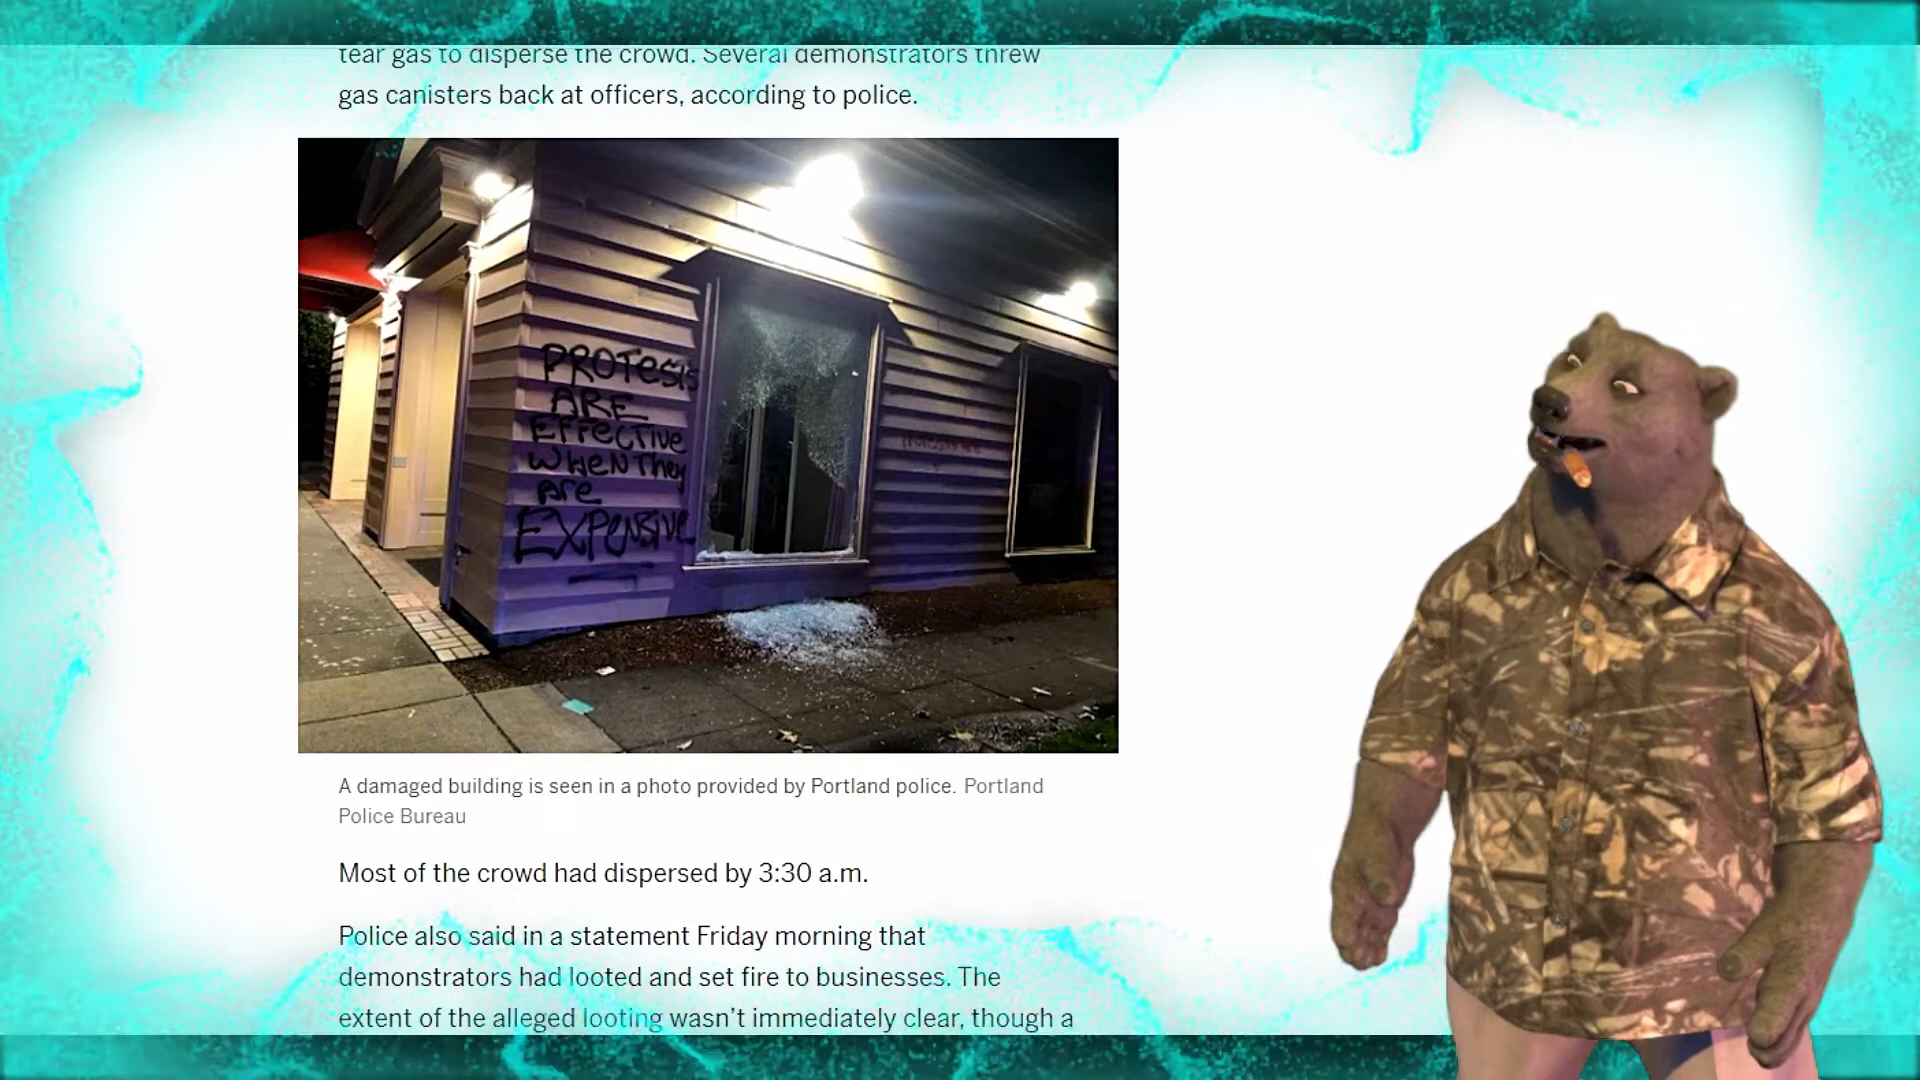 tear gas to disperse the crowd. Several demonstrators threw
gas canisters back at officers, according to police.
PROTESTS
ARE
EFFECTIVE
WHEN They
are
EXPENSIVE
A damaged building is seen in a photo provided by Portland police. Portland
Police Bureau
Most of the crowd had dispersed by 3:30 a.m.
Police also said in a statement Friday morning that
demonstrators had looted and set fire to businesses. The
extent of the alleged looting wasn’t immediately clear, though a